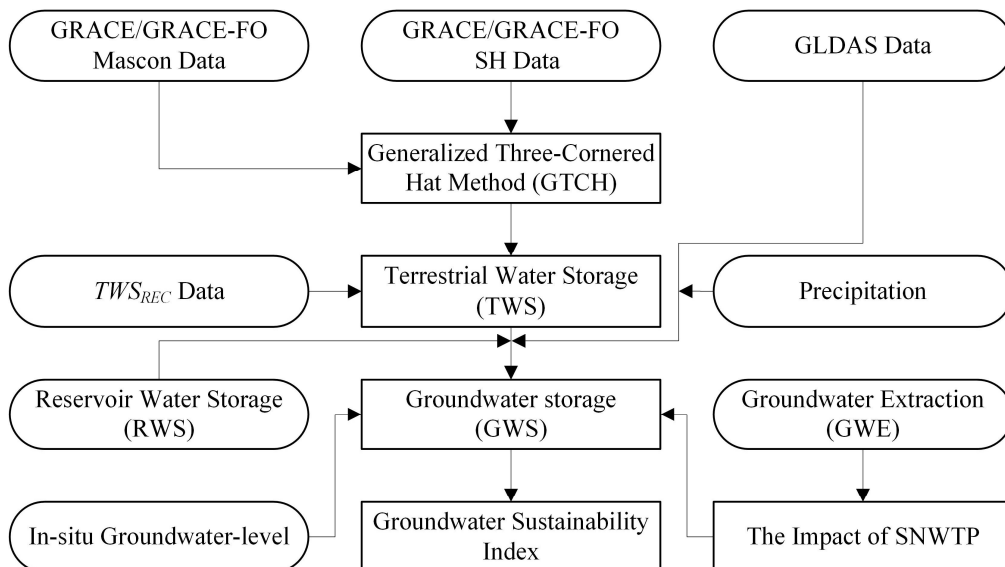 GRACE/GRACE-FO
Mascon Data
GRACE/GRACE-FO
SH Data
GLDAS Data
Generalized Three-Cornered
Hat Method (GTCH)
TWS_REC Data
Terrestrial Water Storage
(TWS)
Precipitation
Reservoir Water Storage
(RWS)
Groundwater storage
(GWS)
Groundwater Extraction
(GWE)
In-situ Groundwater-level
Groundwater Sustainability
Index
The Impact of SNWTP